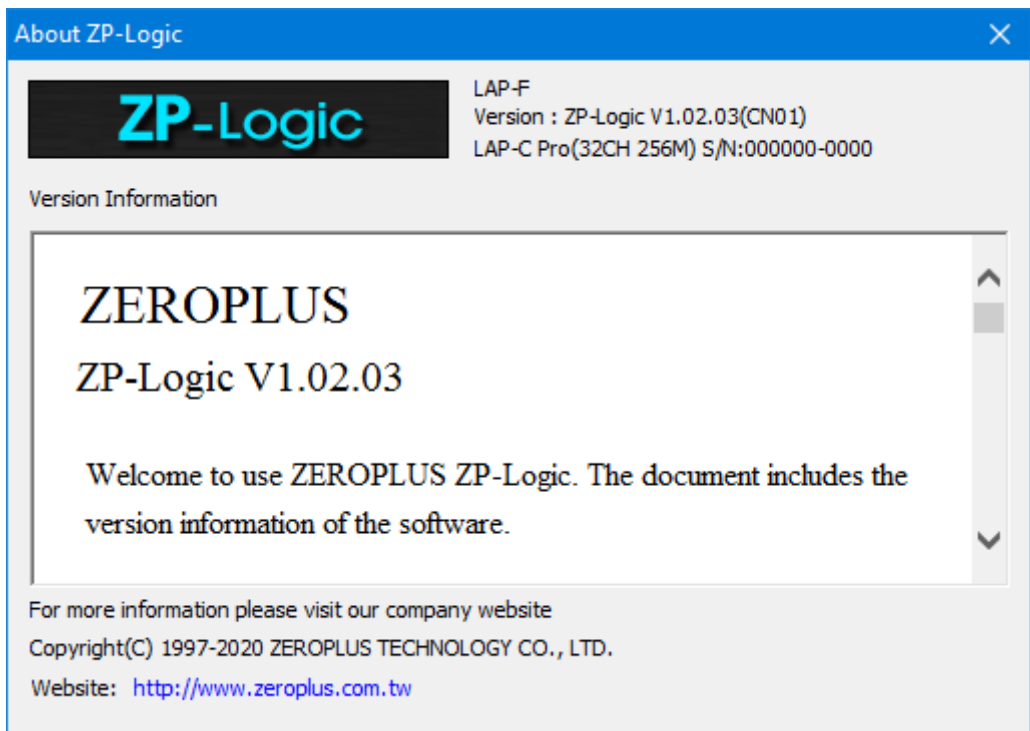 About ZP-Logic
ZP-Logic
LAP-F
Version : ZP-Logic V1.02.03(CN01)
LAP-C Pro(32CH 256M) S/N:000000-0000
Version Information
ZEROPLUS
ZP-Logic V1.02.03
Welcome to use ZEROPLUS ZP-Logic. The document includes the
version information of the software.
For more information please visit our company website
Copyright(C) 1997-2020 ZEROPLUS TECHNOLOGY CO., LTD.
Website: http://www.zeroplus.com.tw